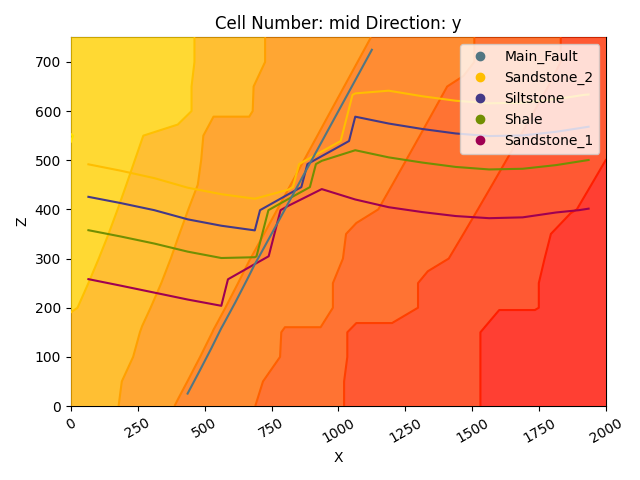 Cell Number: mid Direction: y
Main_Fault
Sandstone_2
Siltstone
Shale
Sandstone_1
Z
700
600
500
400
300
200
100
0
0
250
500
750
1000
1250
1500
1750
2000
X